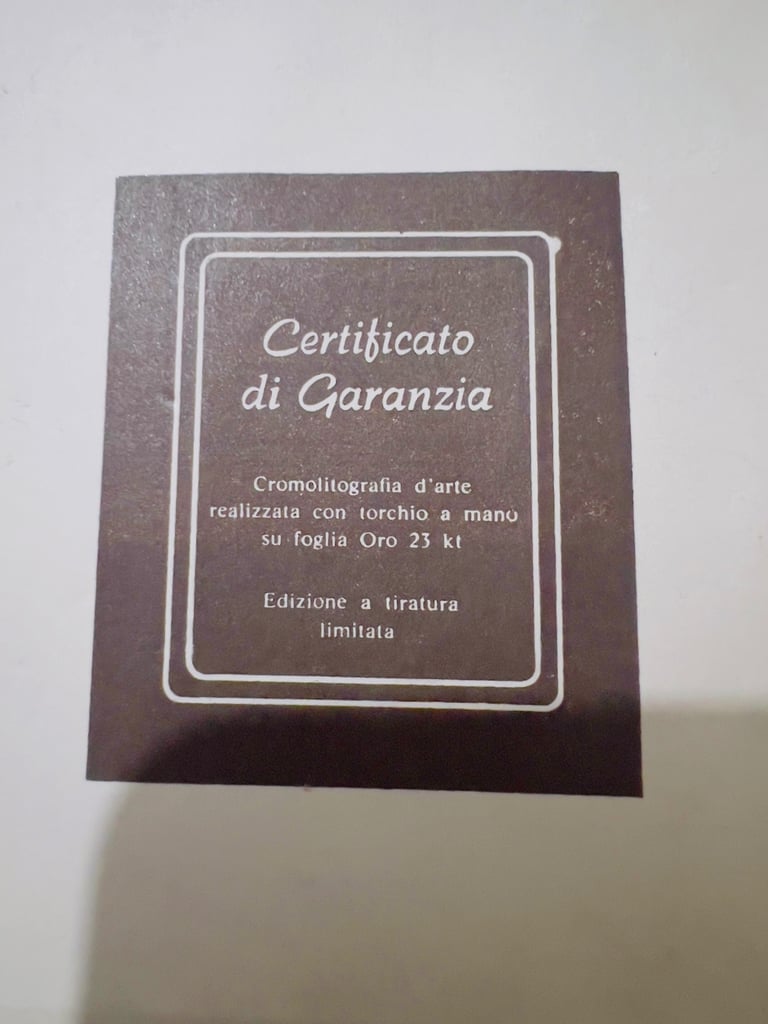 Certificato
di Garanzia
Cromolitografia d'arte
realizzata con torchio a mano
su foglia Oro 23 kt
Edizione a tiratura
limitata